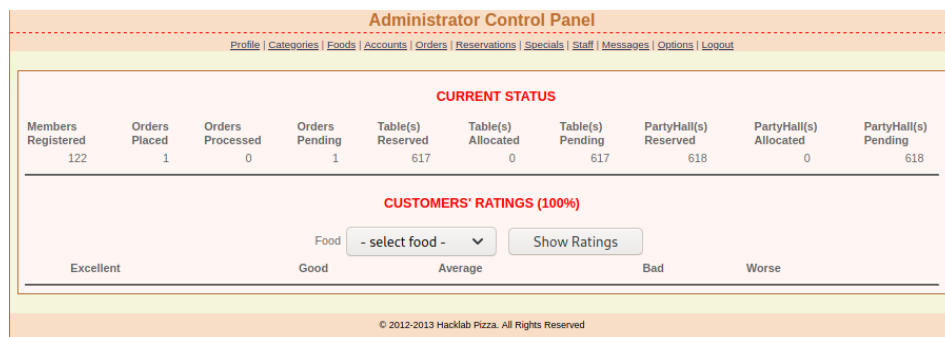 Administrator Control Panel
Profile | Categories | Foods | Accounts | Orders | Reservations | Specials | Staff | Messages | Options | Logout
CURRENT STATUS
Members Registered Orders Placed Orders Processed Orders Pending Table(s) Reserved Table(s) Allocated Table(s) Pending PartyHall(s) Reserved PartyHall(s) Allocated PartyHall(s) Pending
122 1 0 1 617 0 617 618 0 618
CUSTOMERS' RATINGS (100%)
Food - select food - Show Ratings
Excellent Good Average Bad Worse
© 2012-2013 Hacklab Pizza. All Rights Reserved